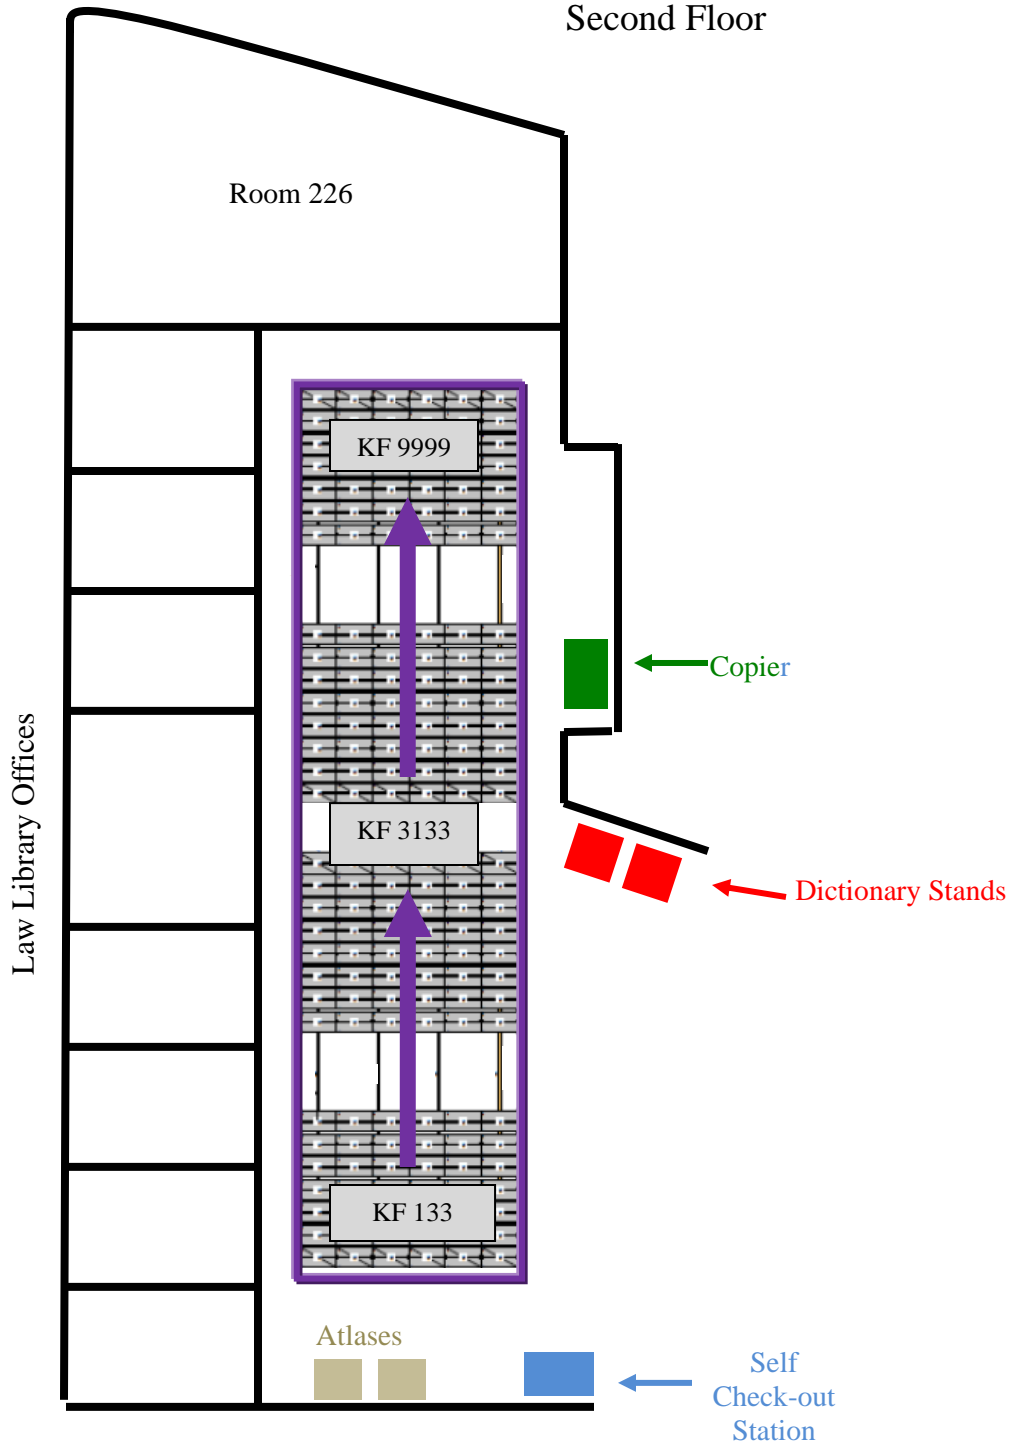 Second Floor
Room 226
KF 9999
Copier
Law Library Offices
KF 3133
Dictionary Stands
KF 133
Atlases
Self
Check-out
Station